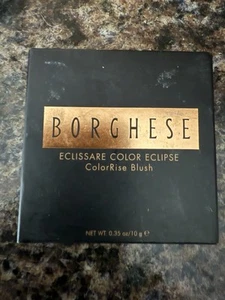 BORGHESE
ECLISSARE COLOR ECLIPSE
ColorRise Blush
NET WT. 0.35 oz/10 g ℮